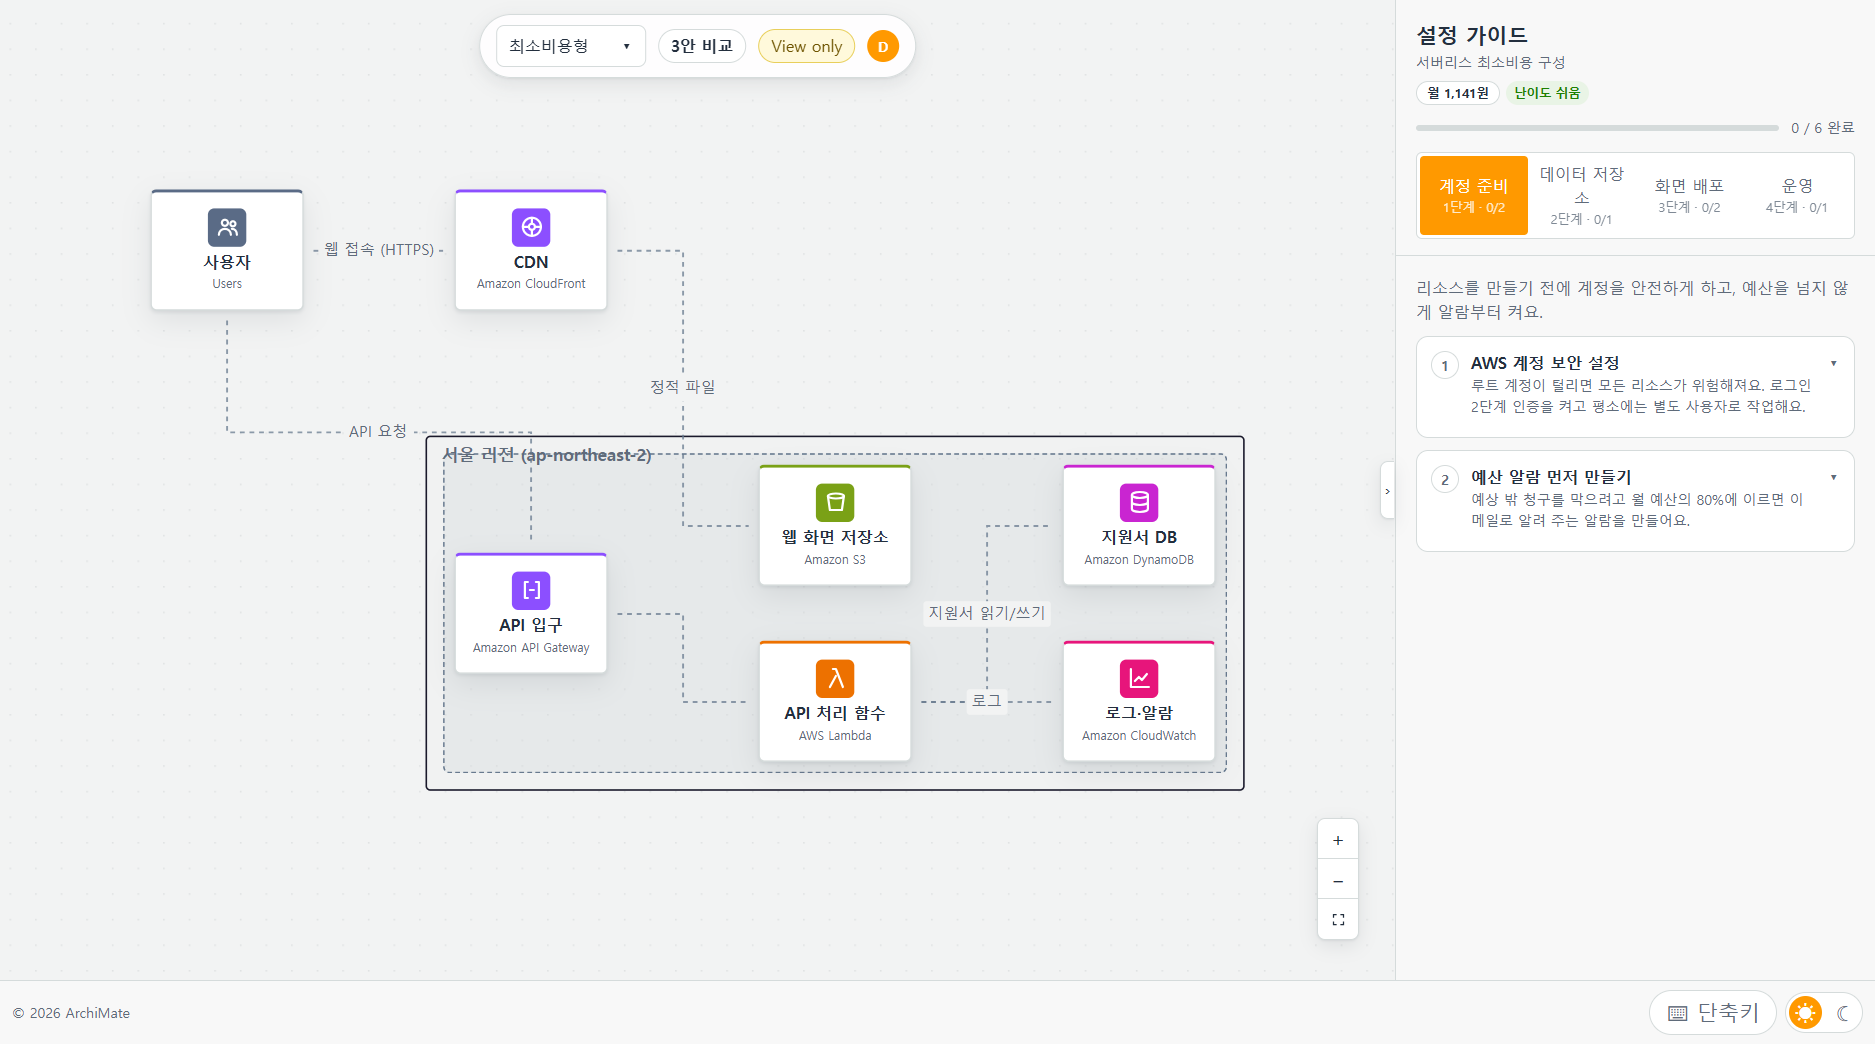 최소비용형
3안 비교
View only
D
사용자
Users
웹 접속 (HTTPS)
CDN
Amazon CloudFront
정적 파일
API 요청
서울 리전 (ap-northeast-2)
웹 화면 저장소
Amazon S3
지원서 DB
Amazon DynamoDB
API 입구
Amazon API Gateway
지원서 읽기/쓰기
API 처리 함수
AWS Lambda
로그
로그·알람
Amazon CloudWatch
설정 가이드
서버리스 최소비용 구성
월 1,141원
난이도 쉬움
0 / 6 완료
계정 준비
1단계 · 0/2
데이터 저장
소
2단계 · 0/1
화면 배포
3단계 · 0/2
운영
4단계 · 0/1
리소스를 만들기 전에 계정을 안전하게 하고, 예산을 넘지 않
게 알람부터 켜요.
1
AWS 계정 보안 설정
루트 계정이 털리면 모든 리소스가 위험해져요. 로그인
2단계 인증을 켜고 평소에는 별도 사용자로 작업해요.
2
예산 알람 먼저 만들기
예상 밖 청구를 막으려고 월 예산의 80%에 이르면 이
메일로 알려 주는 알람을 만들어요.
© 2026 ArchiMate
단축키